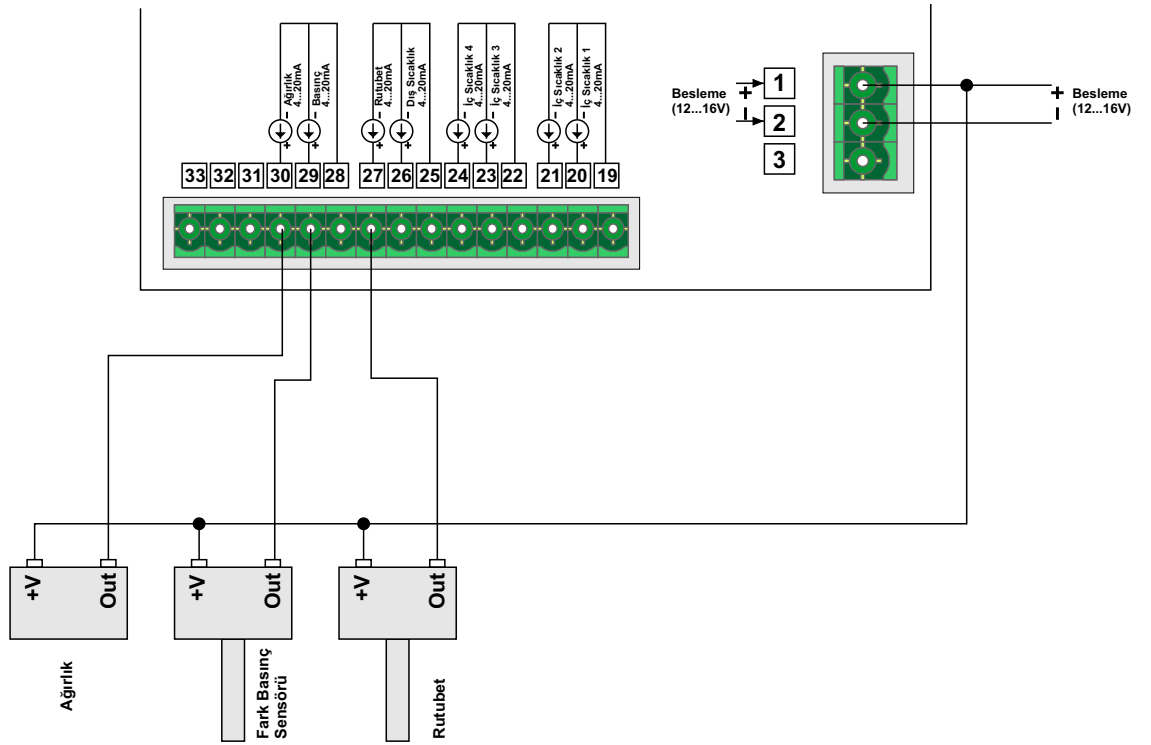 Ağırlık
4...20mA
Basınç
4...20mA
Rutubet
4...20mA
Dış Sıcaklık
4...20mA
İç Sıcaklık 4
4...20mA
İç Sıcaklık 3
4...20mA
İç Sıcaklık 2
4...20mA
İç Sıcaklık 1
4...20mA
- +
- +
- +
- +
- +
- +
- +
- +
33 32 31 30 29 28 27 26 25 24 23 22 21 20 19
Besleme
(12...16V)
+
-
1
2
3
+
-
Besleme
(12...16V)
+V Out
+V Out
+V Out
Ağırlık
Fark Basınç
Sensörü
Rutubet